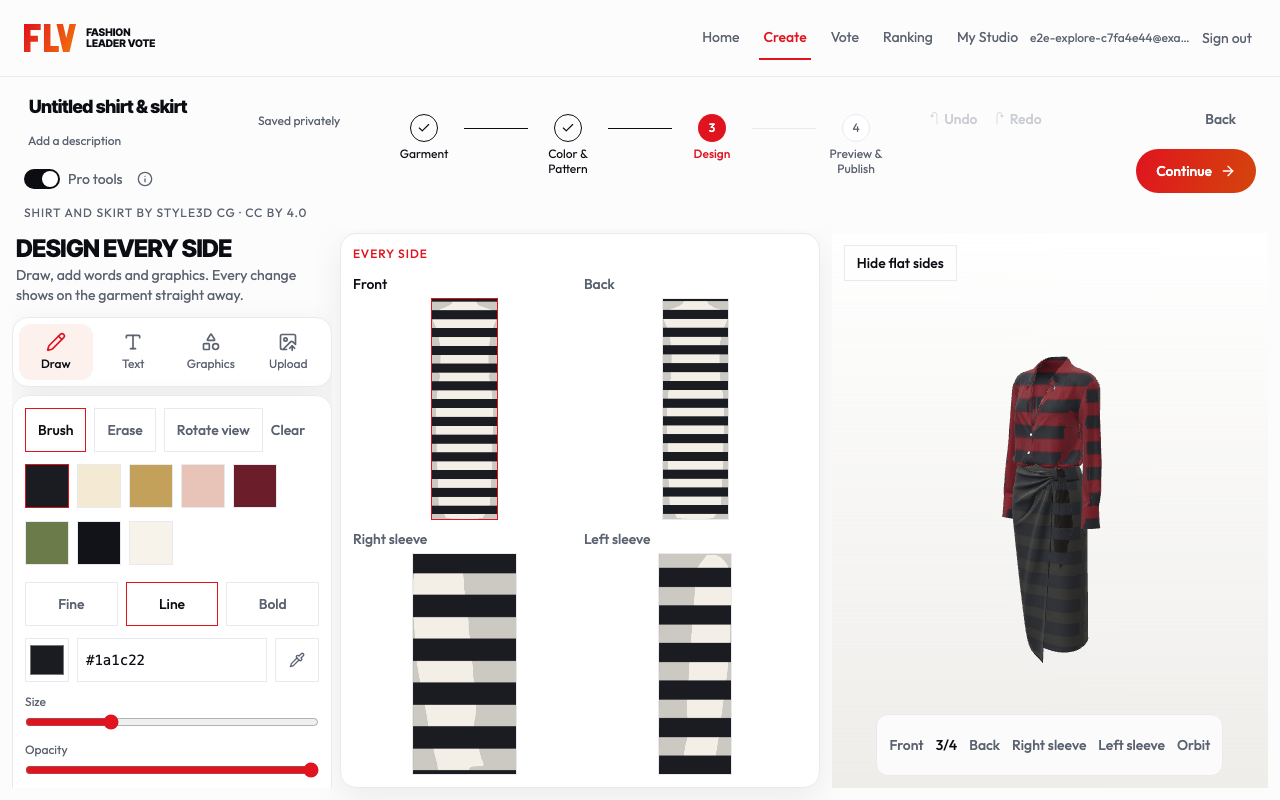 FLV FASHION
LEADER VOTE
Home Create Vote Ranking My Studio e2e-explore-c7fa4e44@exa... Sign out
Untitled shirt & skirt
Saved privately
Add a description
Pro tools
Garment
Color &
Pattern
3
Design
4
Preview &
Publish
Undo Redo
Back
Continue
SHIRT AND SKIRT BY STYLE3D CG · CC BY 4.0
DESIGN EVERY SIDE
Draw, add words and graphics. Every change
shows on the garment straight away.
Draw Text Graphics Upload
Brush Erase Rotate view Clear
Fine Line Bold
#1a1c22
Size
Opacity
EVERY SIDE
Front Back
Right sleeve Left sleeve
Hide flat sides
Front 3/4 Back Right sleeve Left sleeve Orbit